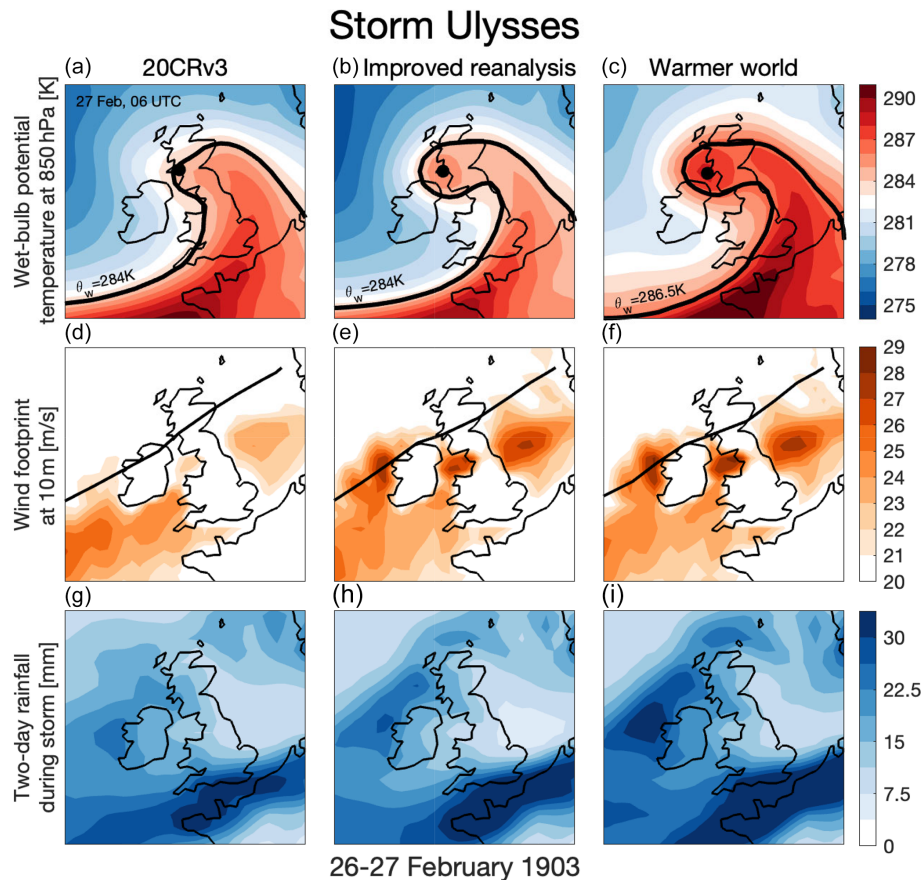 Storm Ulysses
20CRv3
Improved reanalysis
Warmer world
(a)
(b)
(c)
Wet-bulb potential
temperature at 850 hPa [K]
27 Feb, 06 UTC
θw=284K
θw=284K
θw=286.5K
290
287
284
281
278
275
(d)
(e)
(f)
Wind footprint
at 10m [m/s]
29
28
27
26
25
24
23
22
21
20
(g)
(h)
(i)
Two-day rainfall
during storm [mm]
30
22.5
15
7.5
0
26-27 February 1903